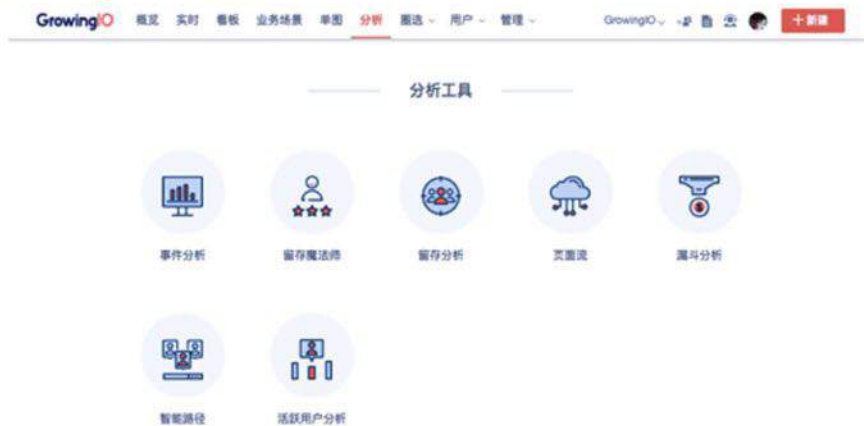 GrowingIO 概览 实时 看板 业务场景 单图 分析 圈选 用户 管理 GrowingIO 十新建
分析工具
事件分析 留存魔法师 留存分析 页面流 漏斗分析
智能路径 活跃用户分析